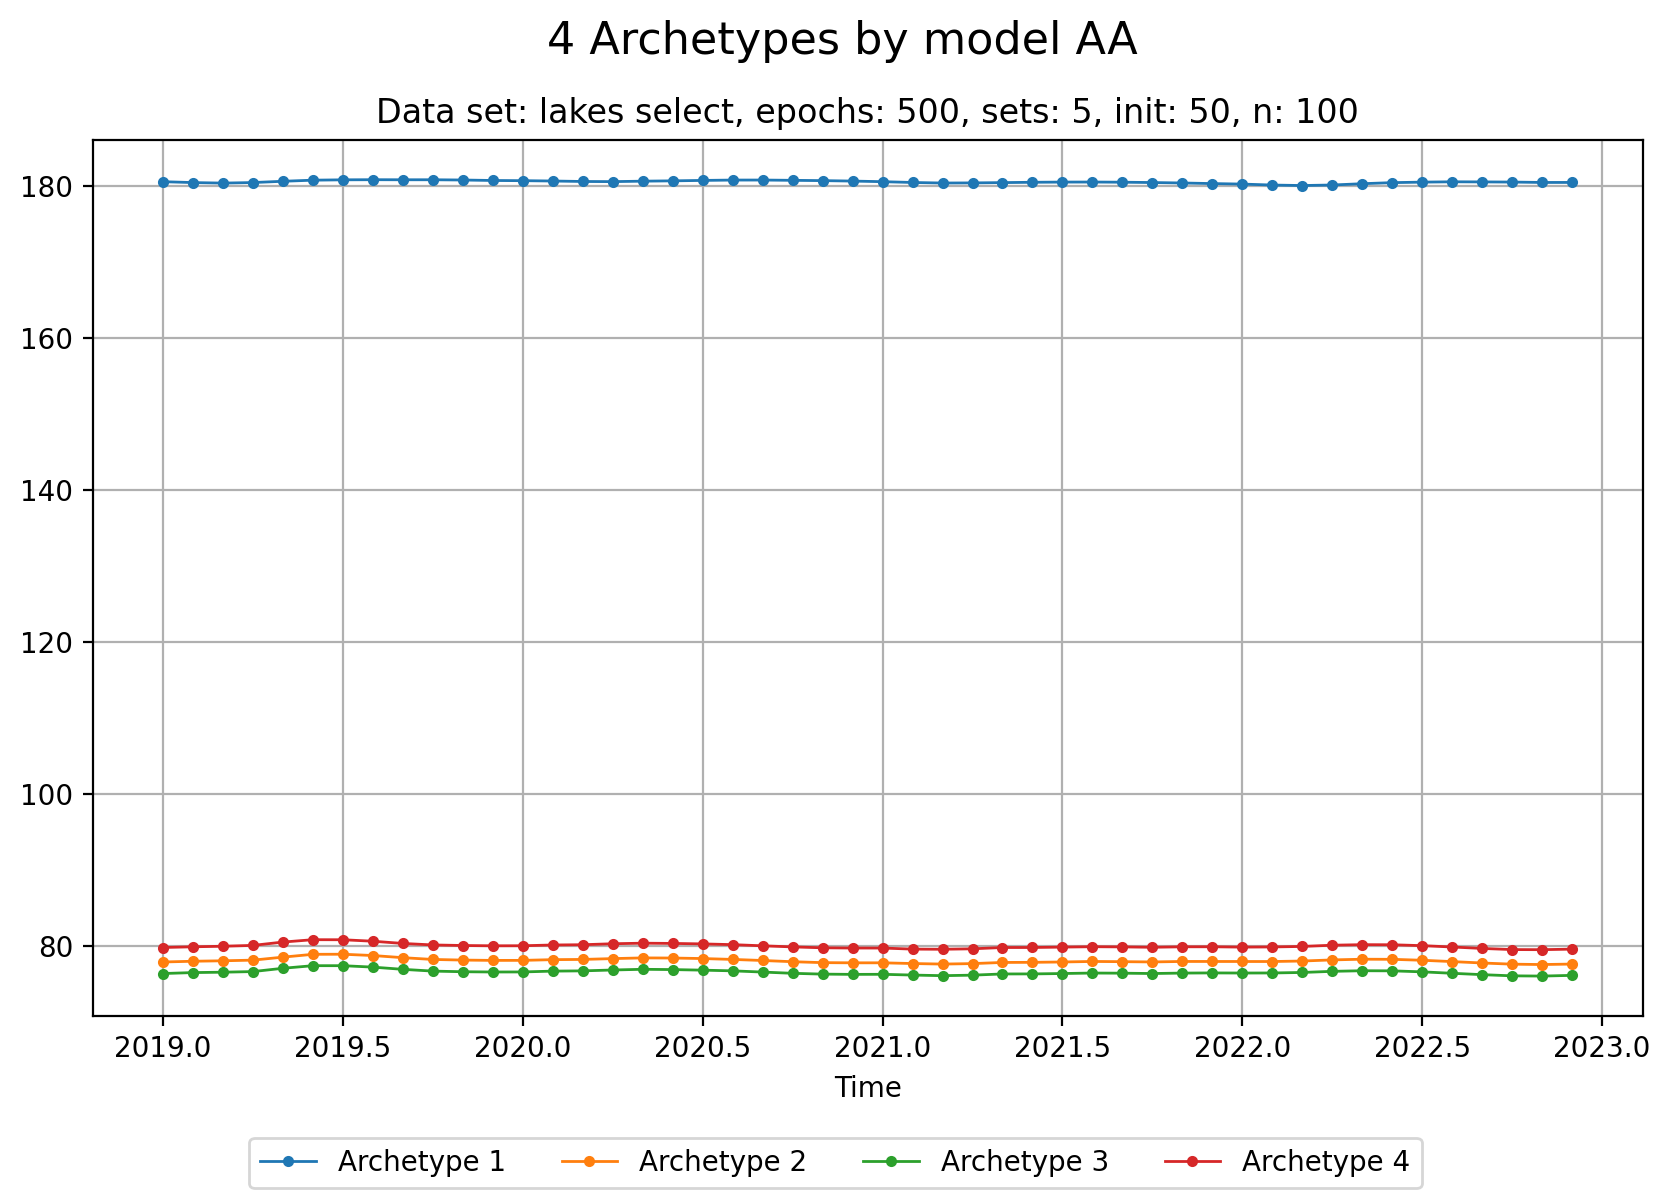 4 Archetypes by model AA
Data set: lakes select, epochs: 500, sets: 5, init: 50, n: 100
180
160
140
120
100
80
2019.0 2019.5 2020.0 2020.5 2021.0 2021.5 2022.0 2022.5 2023.0
Time
Archetype 1 Archetype 2 Archetype 3 Archetype 4